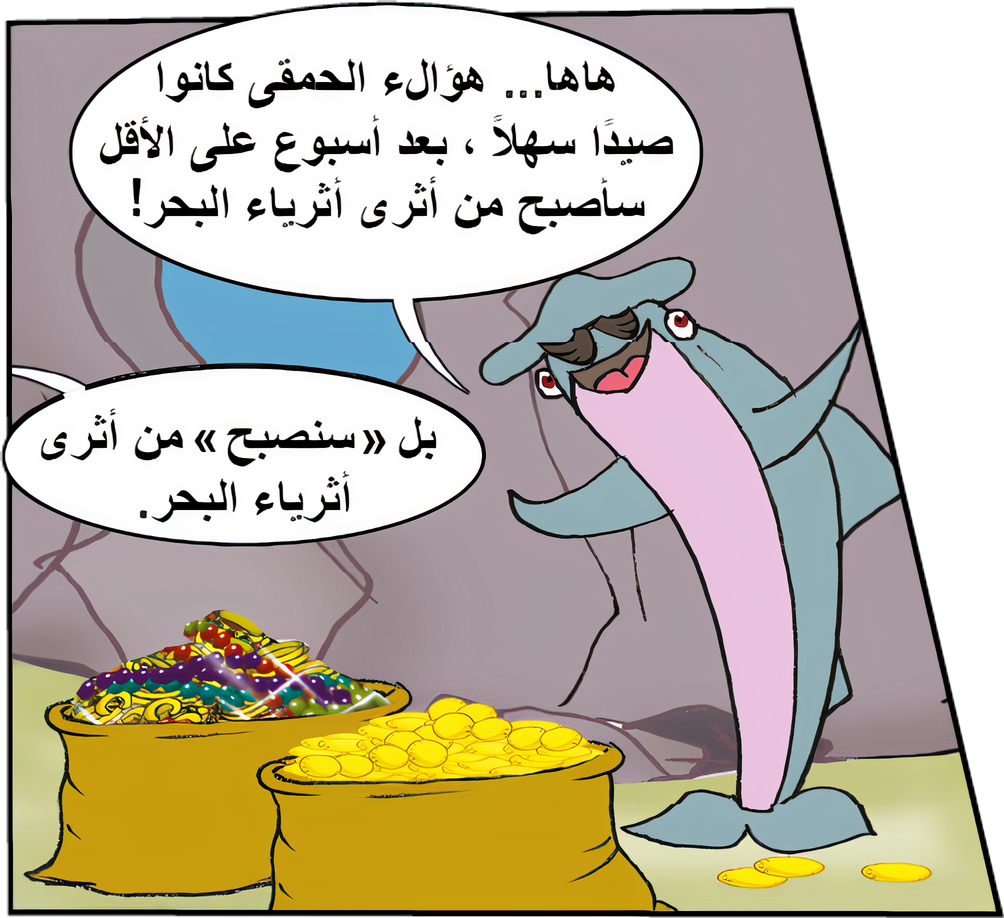 هاها... هؤالء الحمقى كانوا
صيدًا سهلاً ، بعد أسبوع على الأقل
سأصبح من أثرى أثرياء البحر!
بل «سنصبح» من أثرى
أثرياء البحر.